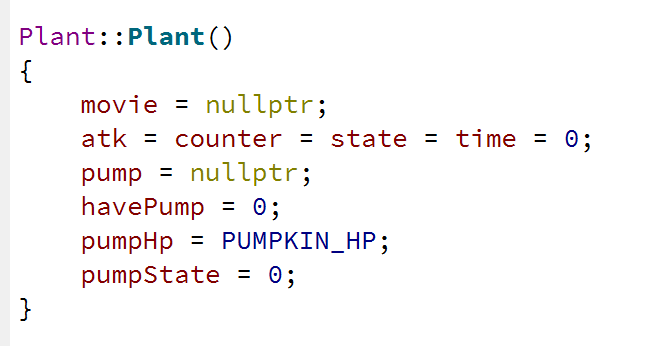 Plant::Plant()
{
    movie = nullptr;
    atk = counter = state = time = 0;
    pump = nullptr;
    havePump = 0;
    pumpHp = PUMPKIN_HP;
    pumpState = 0;
}